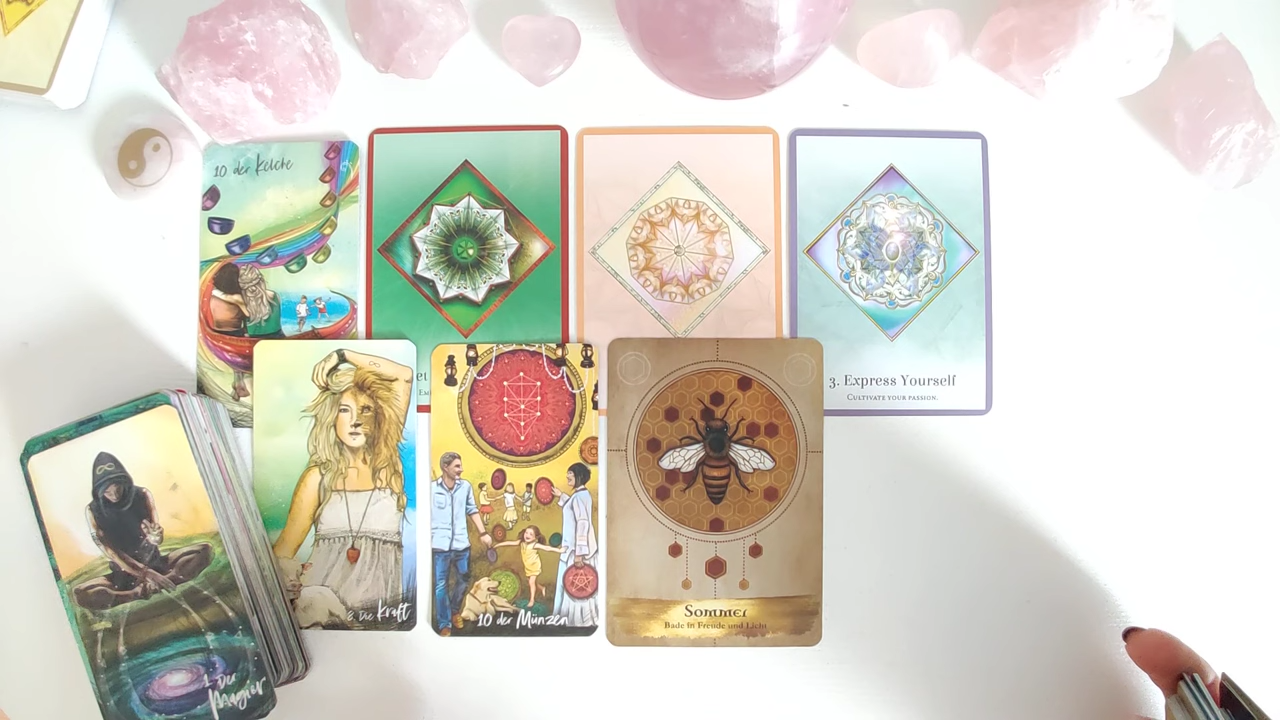 10 der Kelche
3. Express Yourself
Cultivate your passion.
8. Die Kraft
10 der Münzen
Sommer
Bade in Freude und Licht
1 Der
Magier